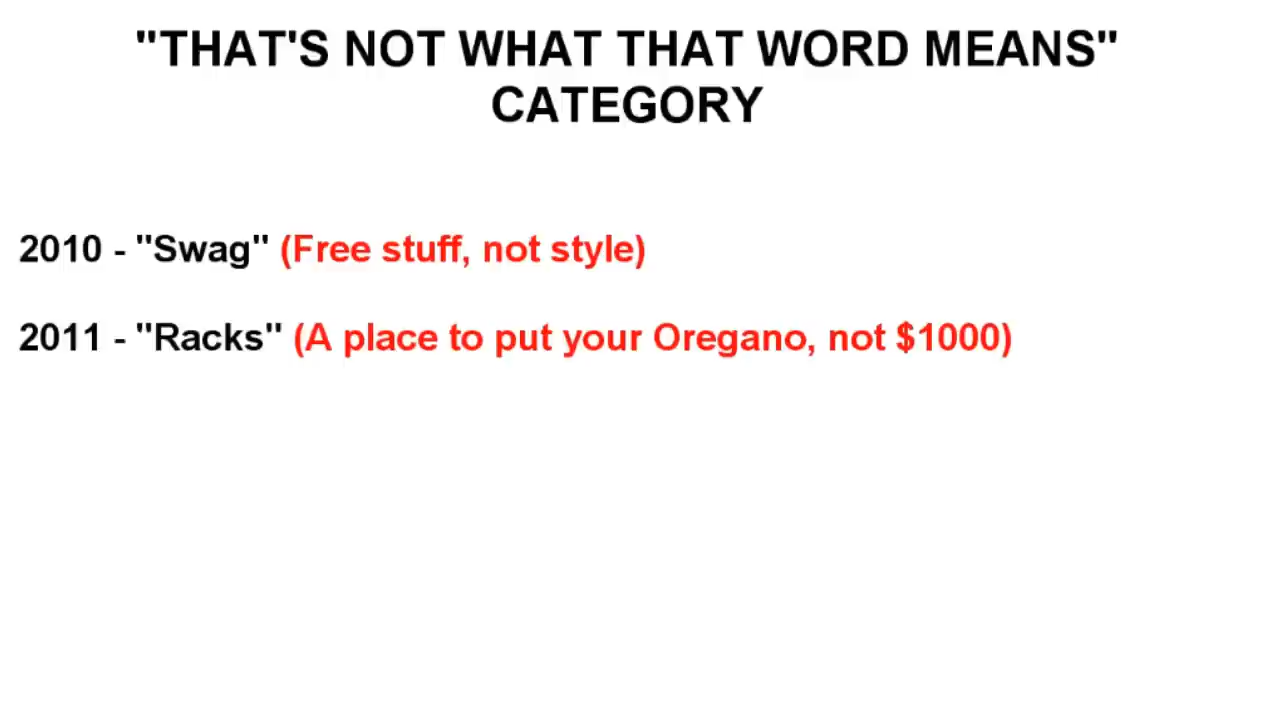 "THAT'S NOT WHAT THAT WORD MEANS"
CATEGORY
2010 - "Swag" (Free stuff, not style)
2011 - "Racks" (A place to put your Oregano, not $1000)